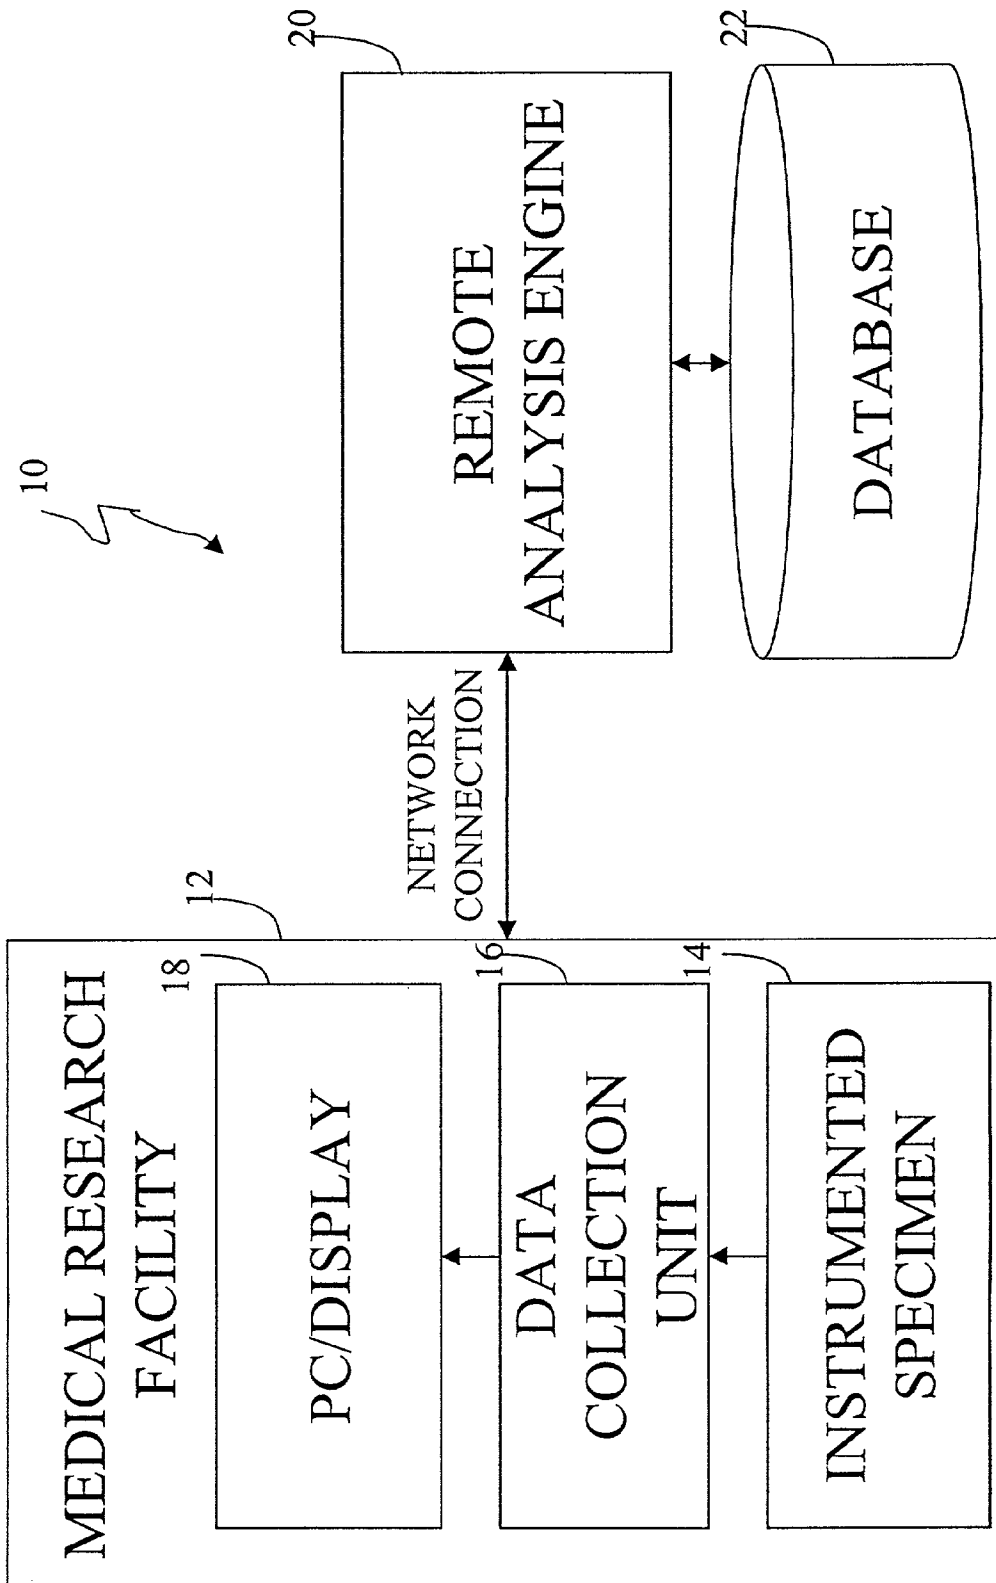 10
MEDICAL RESEARCH
FACILITY
12
18
PC/DISPLAY
16
DATA
COLLECTION
UNIT
14
INSTRUMENTED
SPECIMEN
NETWORK
CONNECTION
20
REMOTE
ANALYSIS ENGINE
22
DATABASE